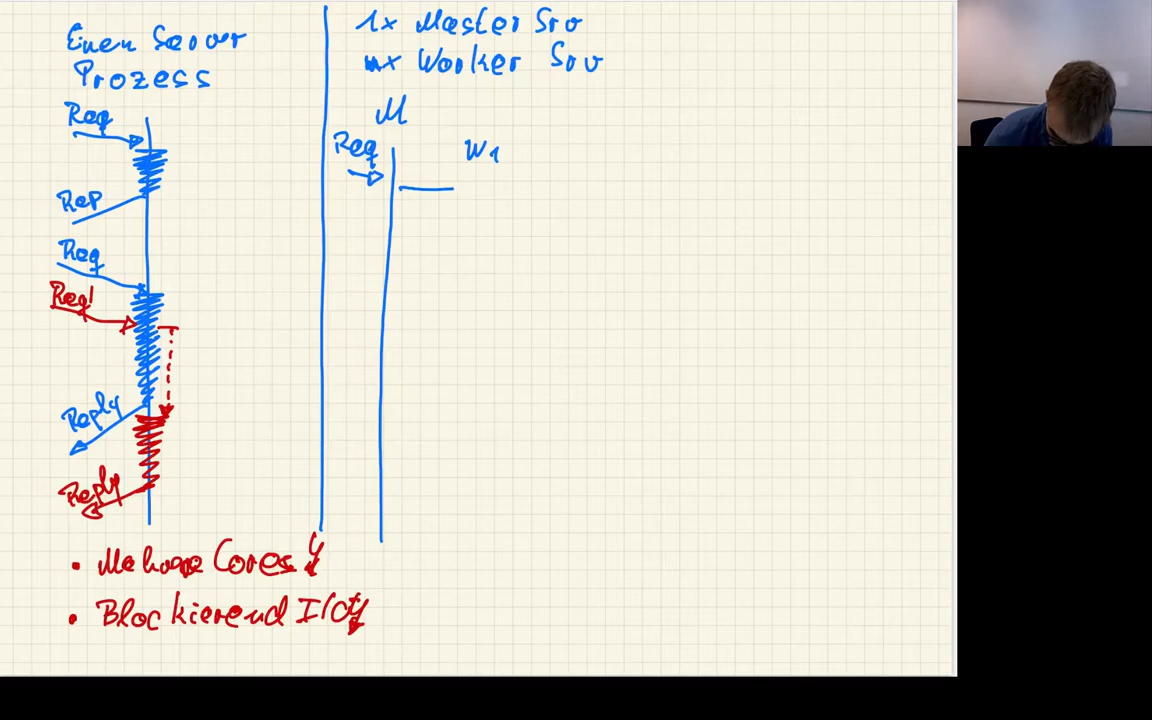 Einen Server
Prozess
Req
Rep
Req
Req!
Reply
Reply
• Mehrere Cores
• Blockierend I/O
1x Master Srv
nx Worker Srv
M
Req
W1